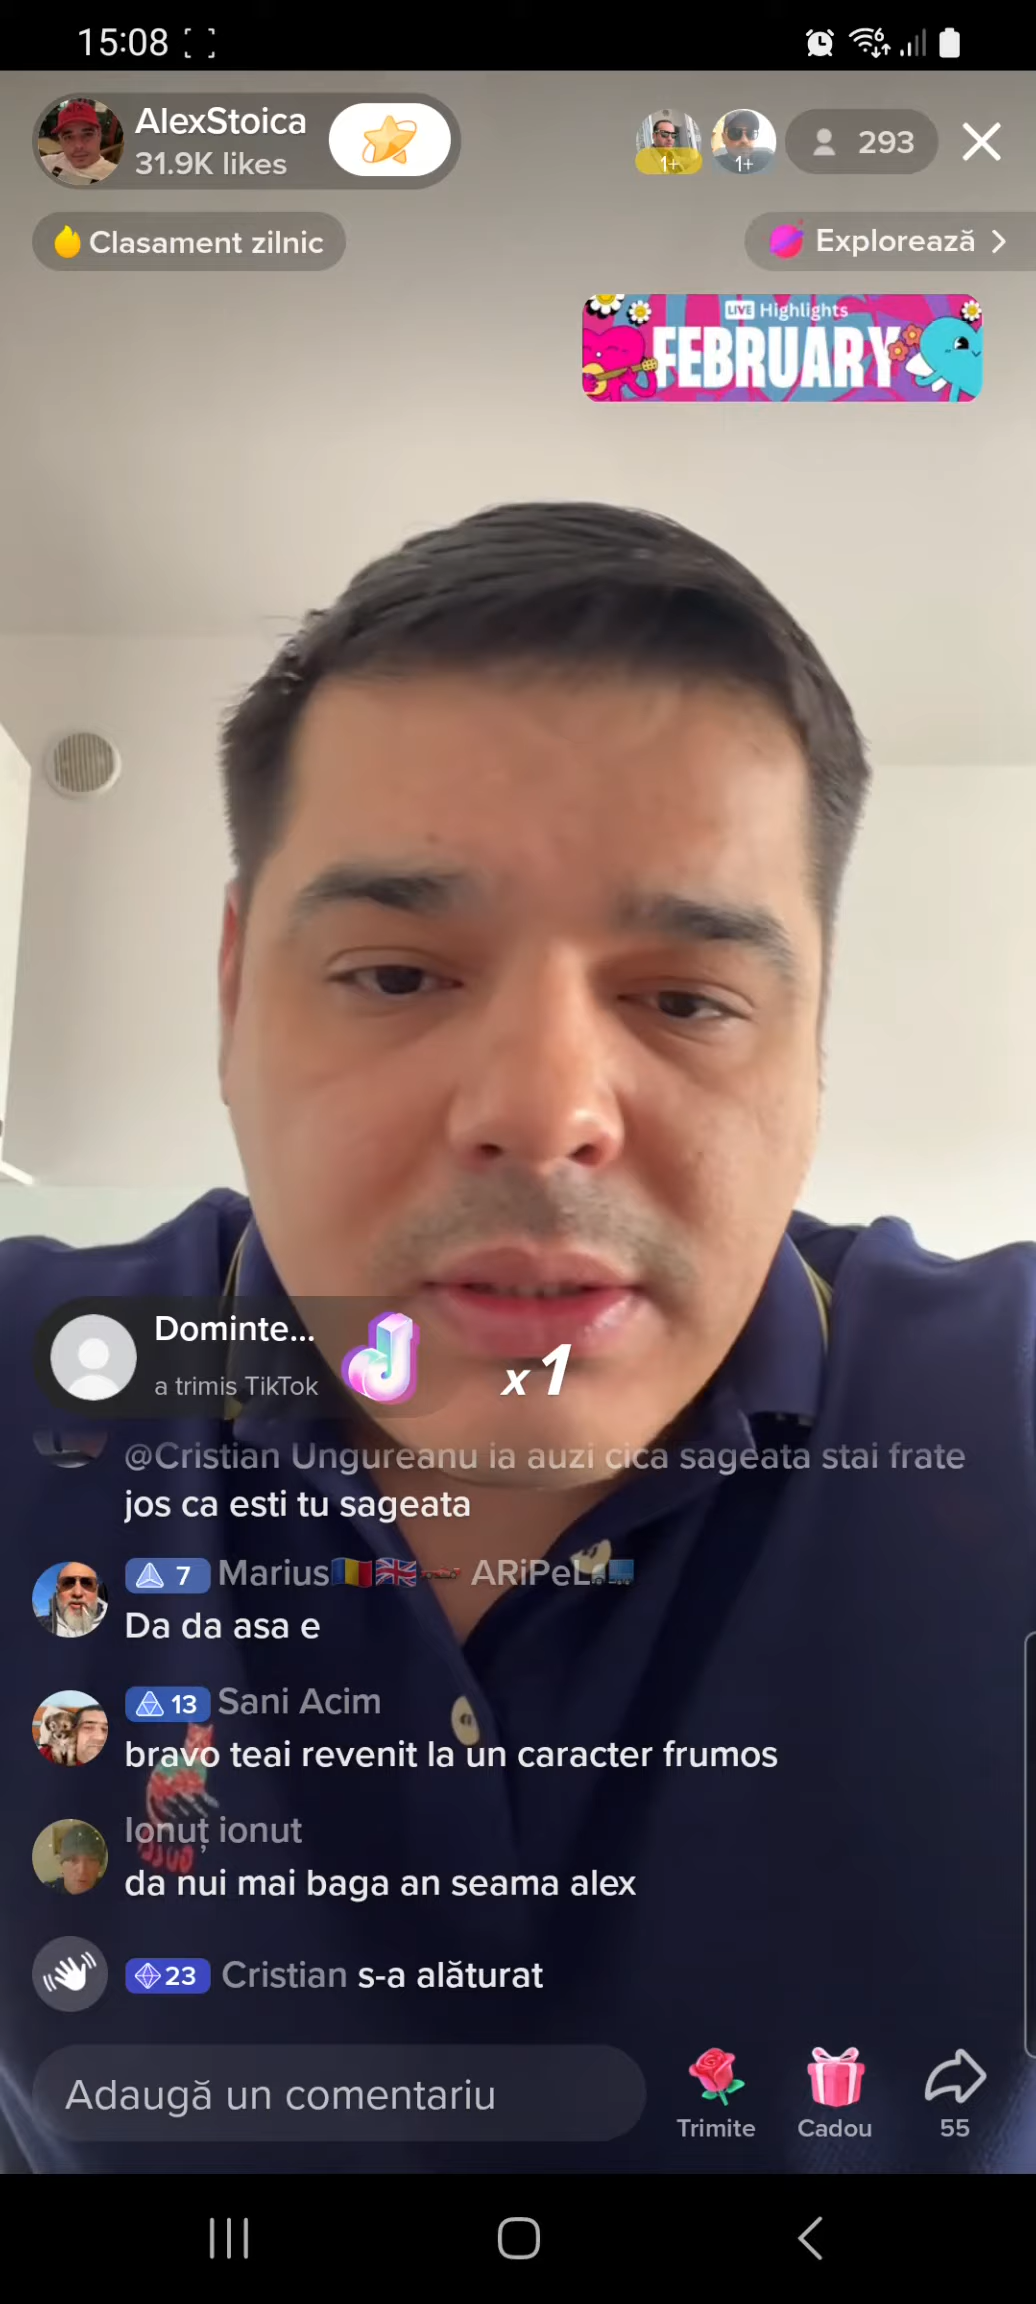 15:08
AlexStoica
31.9K likes
1+
1+
293
Clasament zilnic
Explorează
LIVE Highlights
FEBRUARY
Dominte...
a trimis TikTok
x1
@Cristian Ungureanu ia auzi cica sageata stai frate
jos ca esti tu sageata
7 Marius🇷🇴🇬🇧🏎️ ARiPeL🚛
Da da asa e
13 Sani Acim
bravo teai revenit la un caracter frumos
Ionuț ionut
da nui mai baga an seama alex
23 Cristian s-a alăturat
Adaugă un comentariu
Trimite
Cadou
55